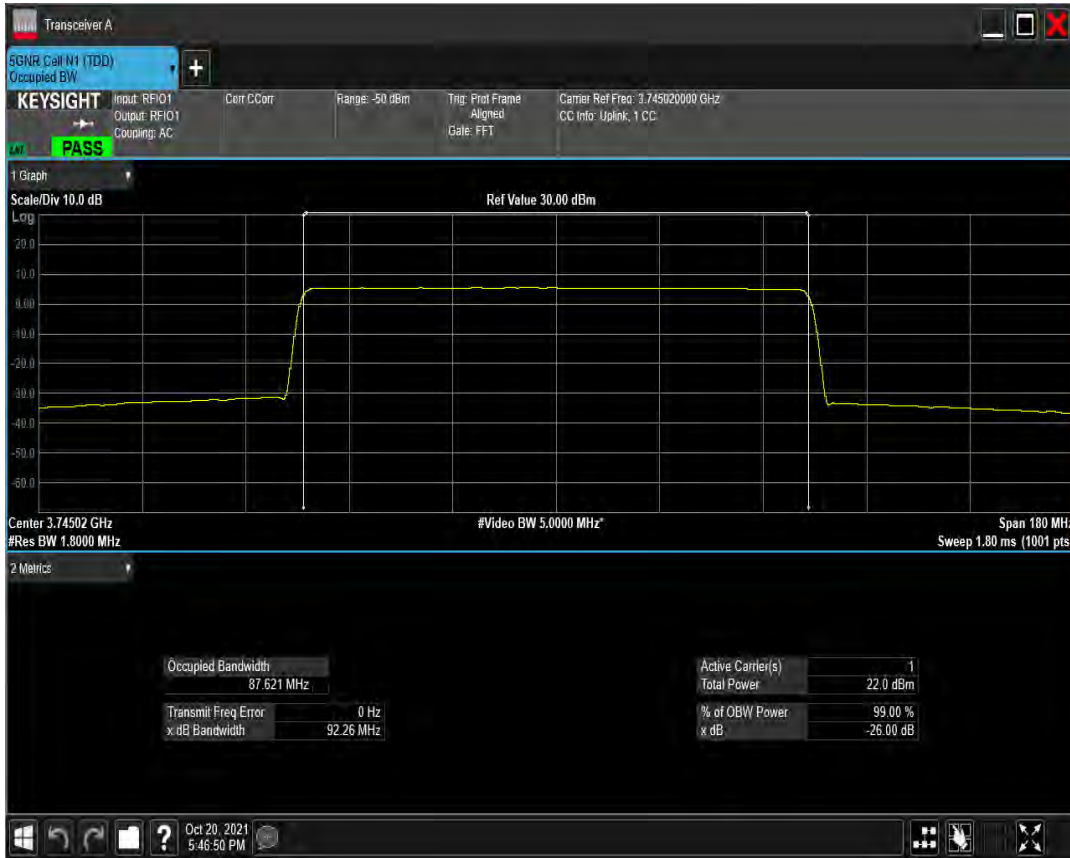 Transceiver A
5GNR Cell N1 (TDD)
Occupied BW
+
KEYSIGHT
PASS
Input: RFIO1
Output: RFIO1
Coupling: AC
Corr CCorr
Range: -50 dBm
Trig: Prot Frame
Aligned
Gate: FFT
Carrier Ref Freq: 3.745020000 GHz
CC Info: Uplink, 1 CC
1 Graph
Scale/Div 10.0 dB
Ref Value 30.00 dBm
Log
20.0
10.0
0.00
-10.0
-20.0
-30.0
-40.0
-50.0
-60.0
Center 3.74502 GHz
#Video BW 5.0000 MHz*
Span 180 MHz
#Res BW 1.8000 MHz
Sweep 1.80 ms (1001 pts
2 Metrics
Occupied Bandwidth
87.621 MHz
Transmit Freq Error 0 Hz
x dB Bandwidth 92.26 MHz
Active Carrier(s) 1
Total Power 22.0 dBm
% of OBW Power 99.00 %
x dB -26.00 dB
?
Oct 20, 2021
5:46:50 PM